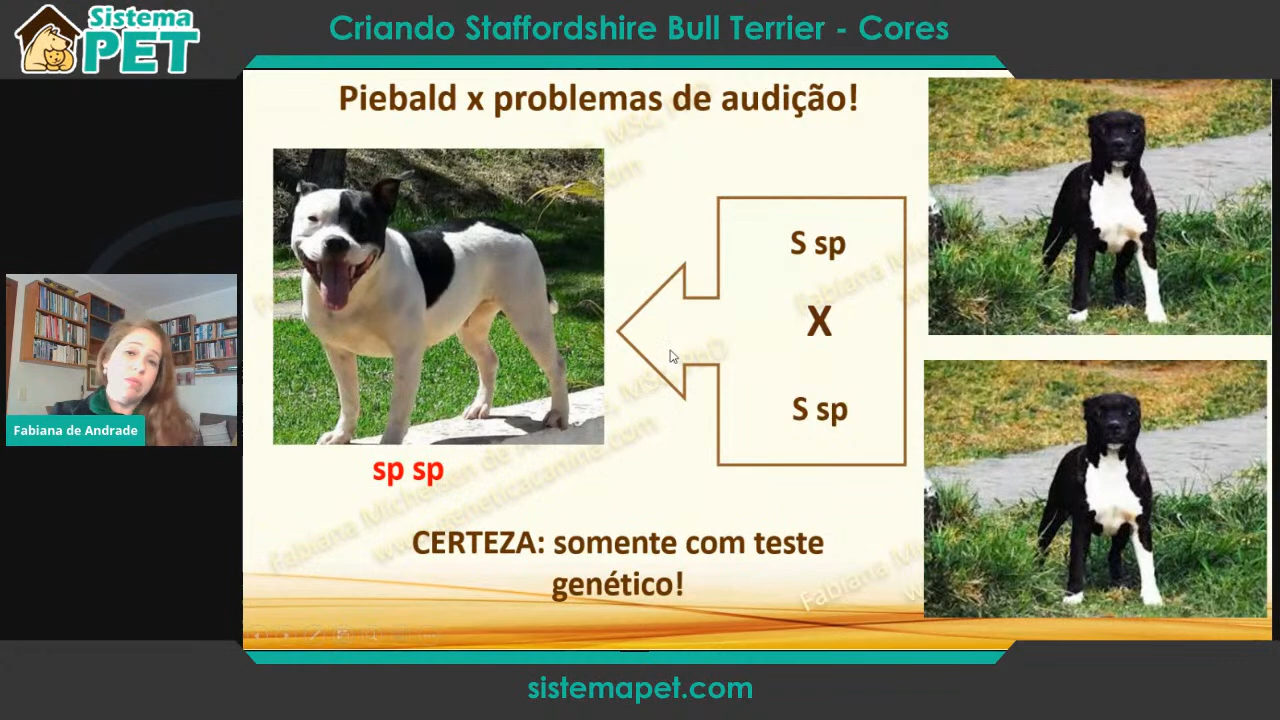 Sistema
PET
Criando Staffordshire Bull Terrier - Cores
Piebald x problemas de audição!
S sp
X
S sp
sp sp
Fabiana de Andrade
CERTEZA: somente com teste
genético!
sistemapet.com